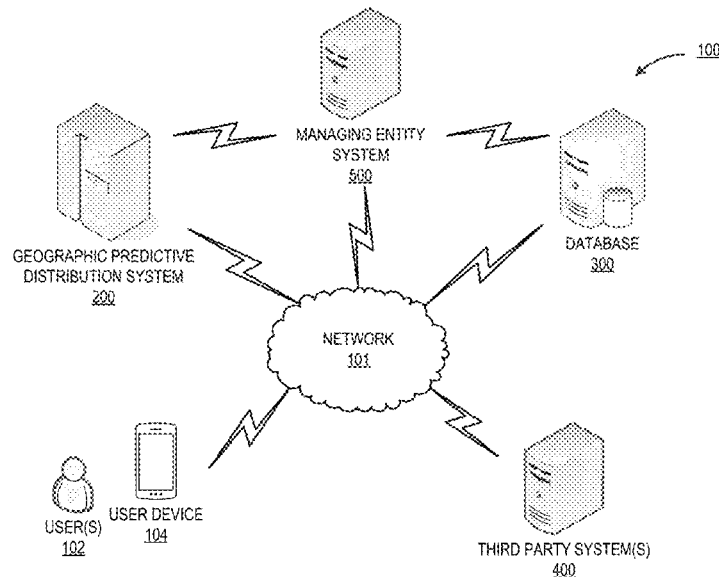 100
MANAGING ENTITY
SYSTEM
500
GEOGRAPHIC PREDICTIVE
DISTRIBUTION SYSTEM
200
DATABASE
300
NETWORK
101
USER(S)
102
USER DEVICE
104
THIRD PARTY SYSTEM(S)
400